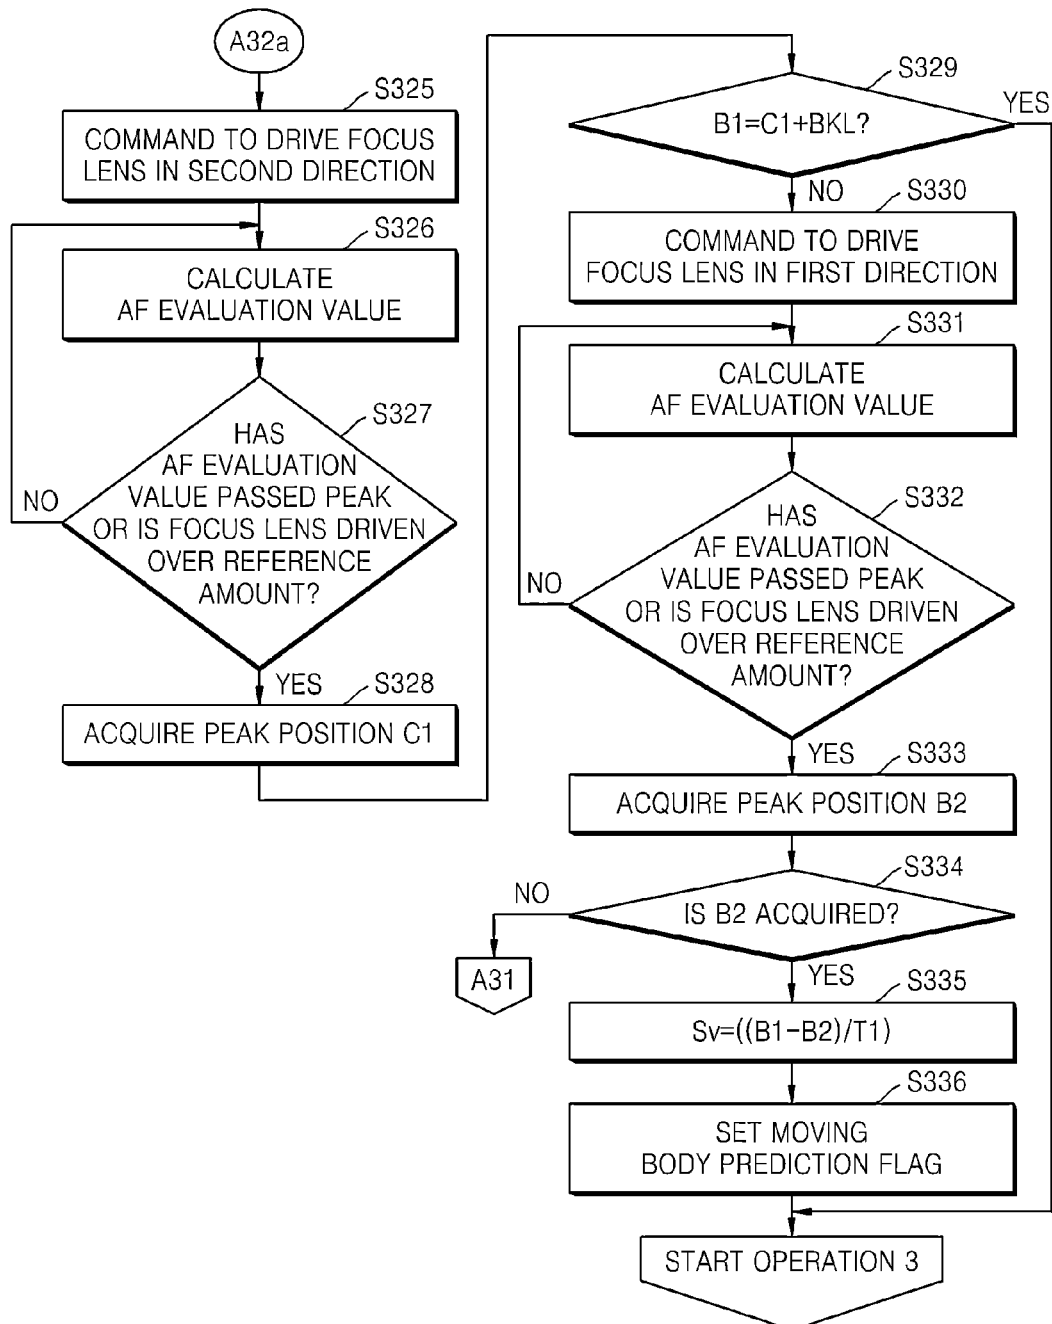 A32a
S325
COMMAND TO DRIVE FOCUS
LENS IN SECOND DIRECTION
S326
CALCULATE
AF EVALUATION VALUE
S327
HAS
AF EVALUATION
VALUE PASSED PEAK
OR IS FOCUS LENS DRIVEN
OVER REFERENCE
AMOUNT?
NO
YES
S328
ACQUIRE PEAK POSITION C1
S329
B1=C1+BKL?
YES
NO
S330
COMMAND TO DRIVE
FOCUS LENS IN FIRST DIRECTION
S331
CALCULATE
AF EVALUATION VALUE
S332
HAS
AF EVALUATION
VALUE PASSED PEAK
OR IS FOCUS LENS DRIVEN
OVER REFERENCE
AMOUNT?
NO
YES
S333
ACQUIRE PEAK POSITION B2
S334
IS B2 ACQUIRED?
NO
A31
YES
S335
Sv=((B1-B2)/T1)
S336
SET MOVING
BODY PREDICTION FLAG
START OPERATION 3